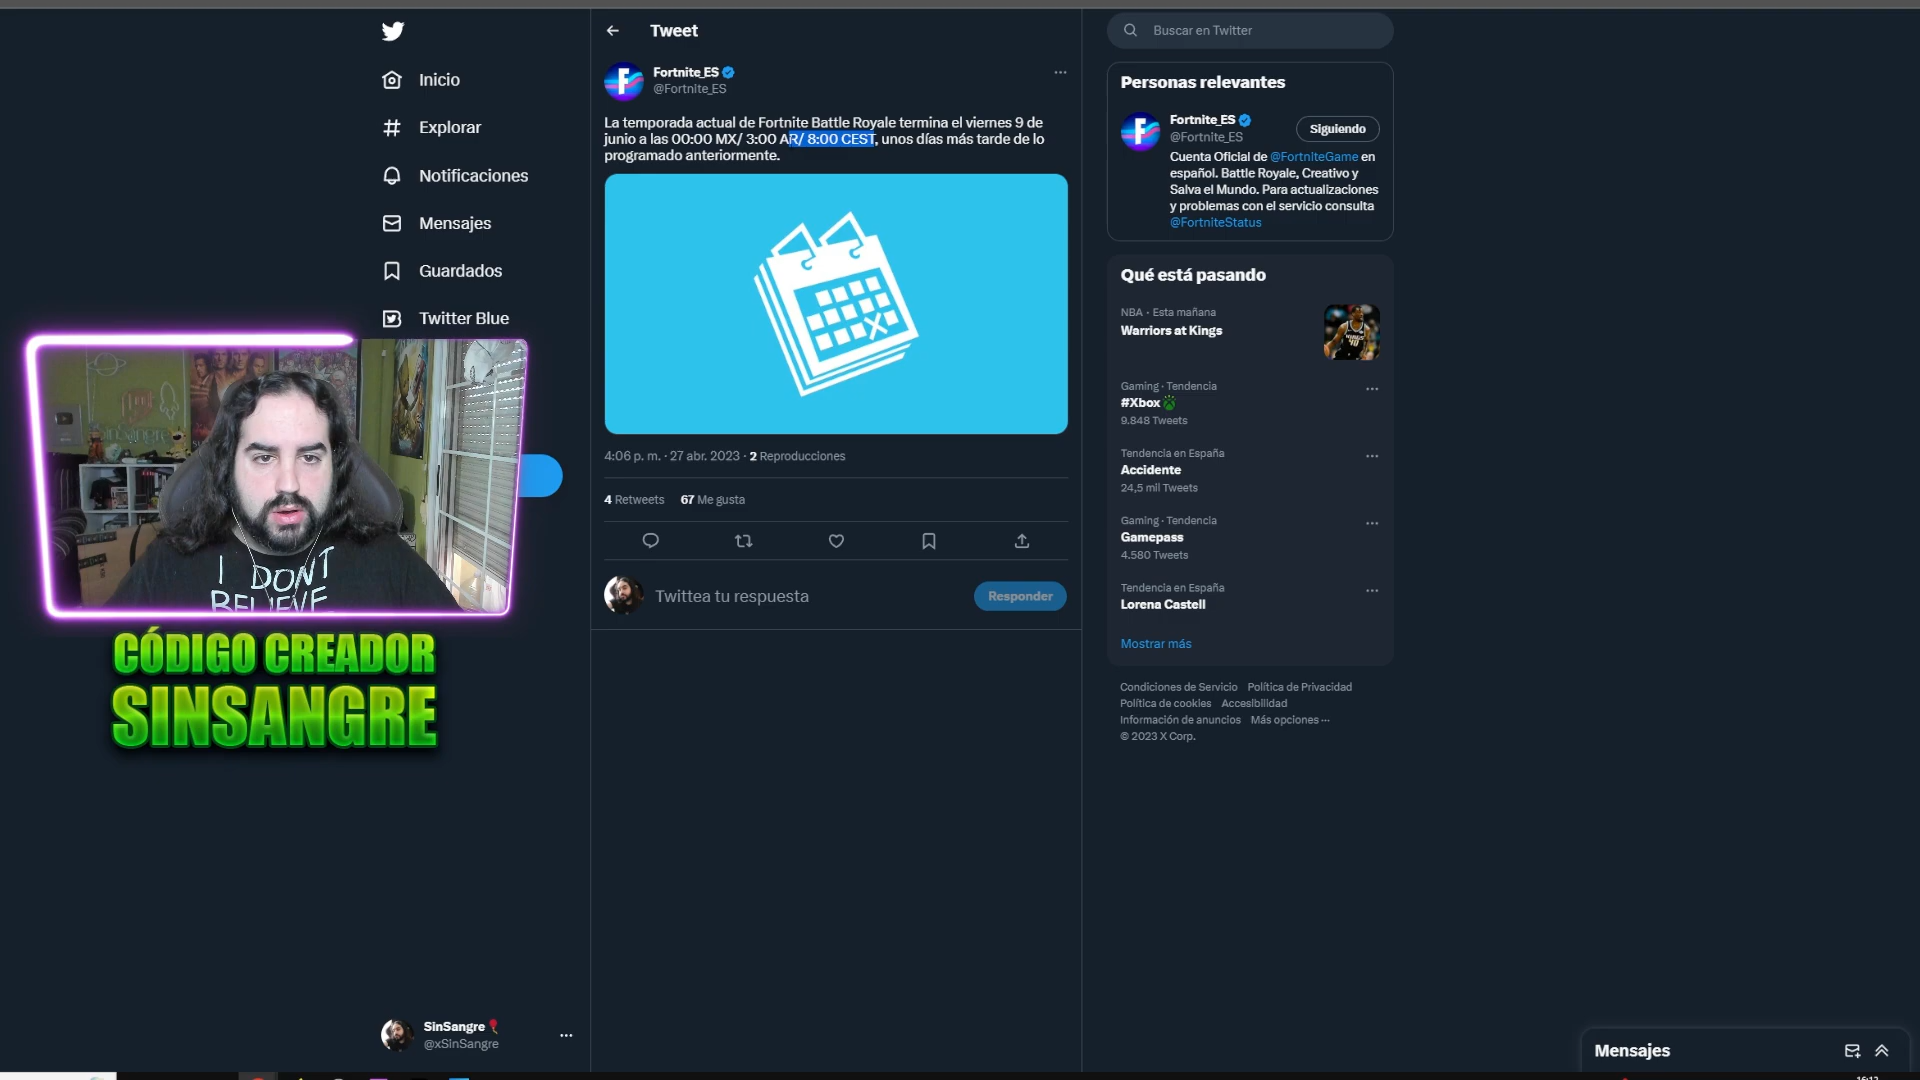 Inicio
Explorar
Notificaciones
Mensajes
Guardados
Twitter Blue
I DON'T
BELIEVE
CÓDIGO CREADOR
SINSANGRE
SinSangre
@xSinSangre
Tweet
Fortnite_ES
@Fortnite_ES
La temporada actual de Fortnite Battle Royale termina el viernes 9 de
junio a las 00:00 MX/ 3:00 AR/ 8:00 CEST, unos días más tarde de lo
programado anteriormente.
4:06 p. m. · 27 abr. 2023 · 2 Reproducciones
4 Retweets 67 Me gusta
Twittea tu respuesta
Responder
Buscar en Twitter
Personas relevantes
Fortnite_ES
@Fortnite_ES
Siguiendo
Cuenta Oficial de @FortniteGame en
español. Battle Royale, Creativo y
Salva el Mundo. Para actualizaciones
y problemas con el servicio consulta
@FortniteStatus
Qué está pasando
NBA · Esta mañana
Warriors at Kings
Gaming · Tendencia
#Xbox
9.848 Tweets
Tendencia en España
Accidente
24,5 mil Tweets
Gaming · Tendencia
Gamepass
4.580 Tweets
Tendencia en España
Lorena Castell
Mostrar más
Condiciones de Servicio Política de Privacidad
Política de cookies Accesibilidad
Información de anuncios Más opciones ···
© 2023 X Corp.
Mensajes